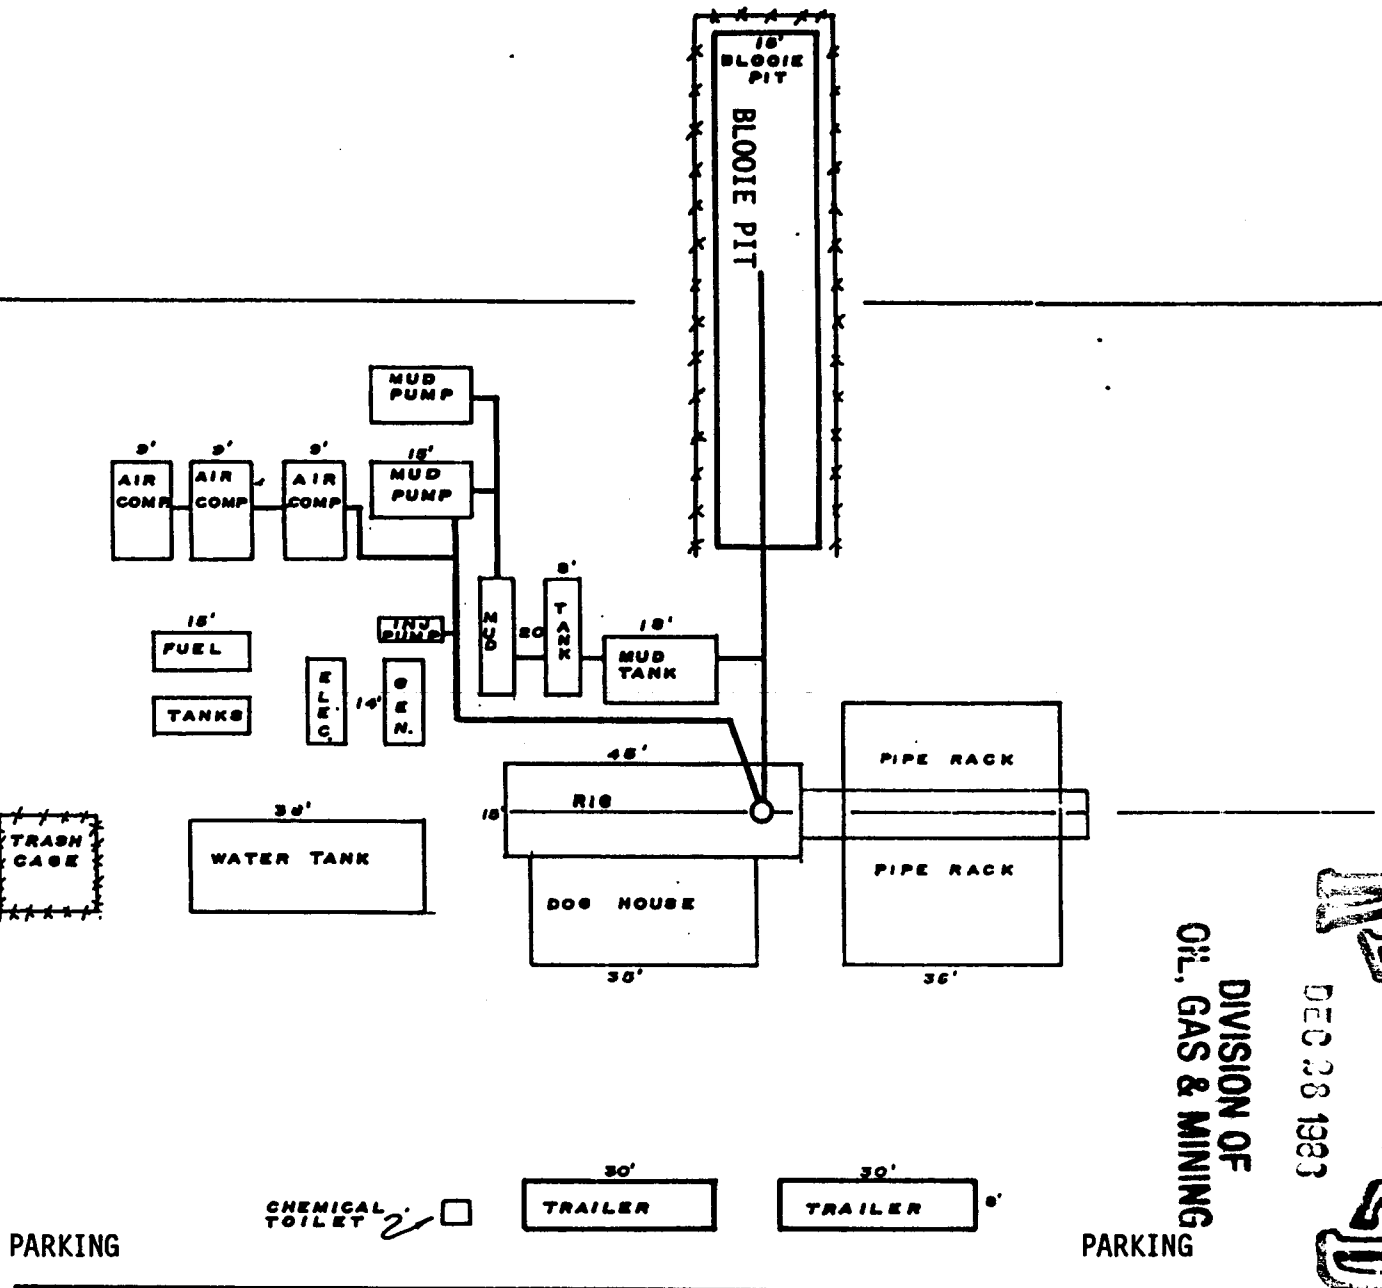 15'
BLOOIE
PIT
BLOOIE PIT
MUD
PUMP
9'
9'
9'
15'
AIR
COMP.
AIR
COMP
AIR
COMP
MUD
PUMP
8'
MUD
20
TANK
15'
FUEL
INJ
PUMP
18'
MUD
TANK
ELEC.
14'
GEN.
TANKS
45'
RIG
15'
PIPE RACK
TRASH
CAGE
WATER TANK
PIPE RACK
DOG HOUSE
36'
DIVISION OF
OIL, GAS & MINING
DEC 28 1983
30'
TRAILER
30'
TRAILER
8'
CHEMICAL
TOILET
PARKING
PARKING